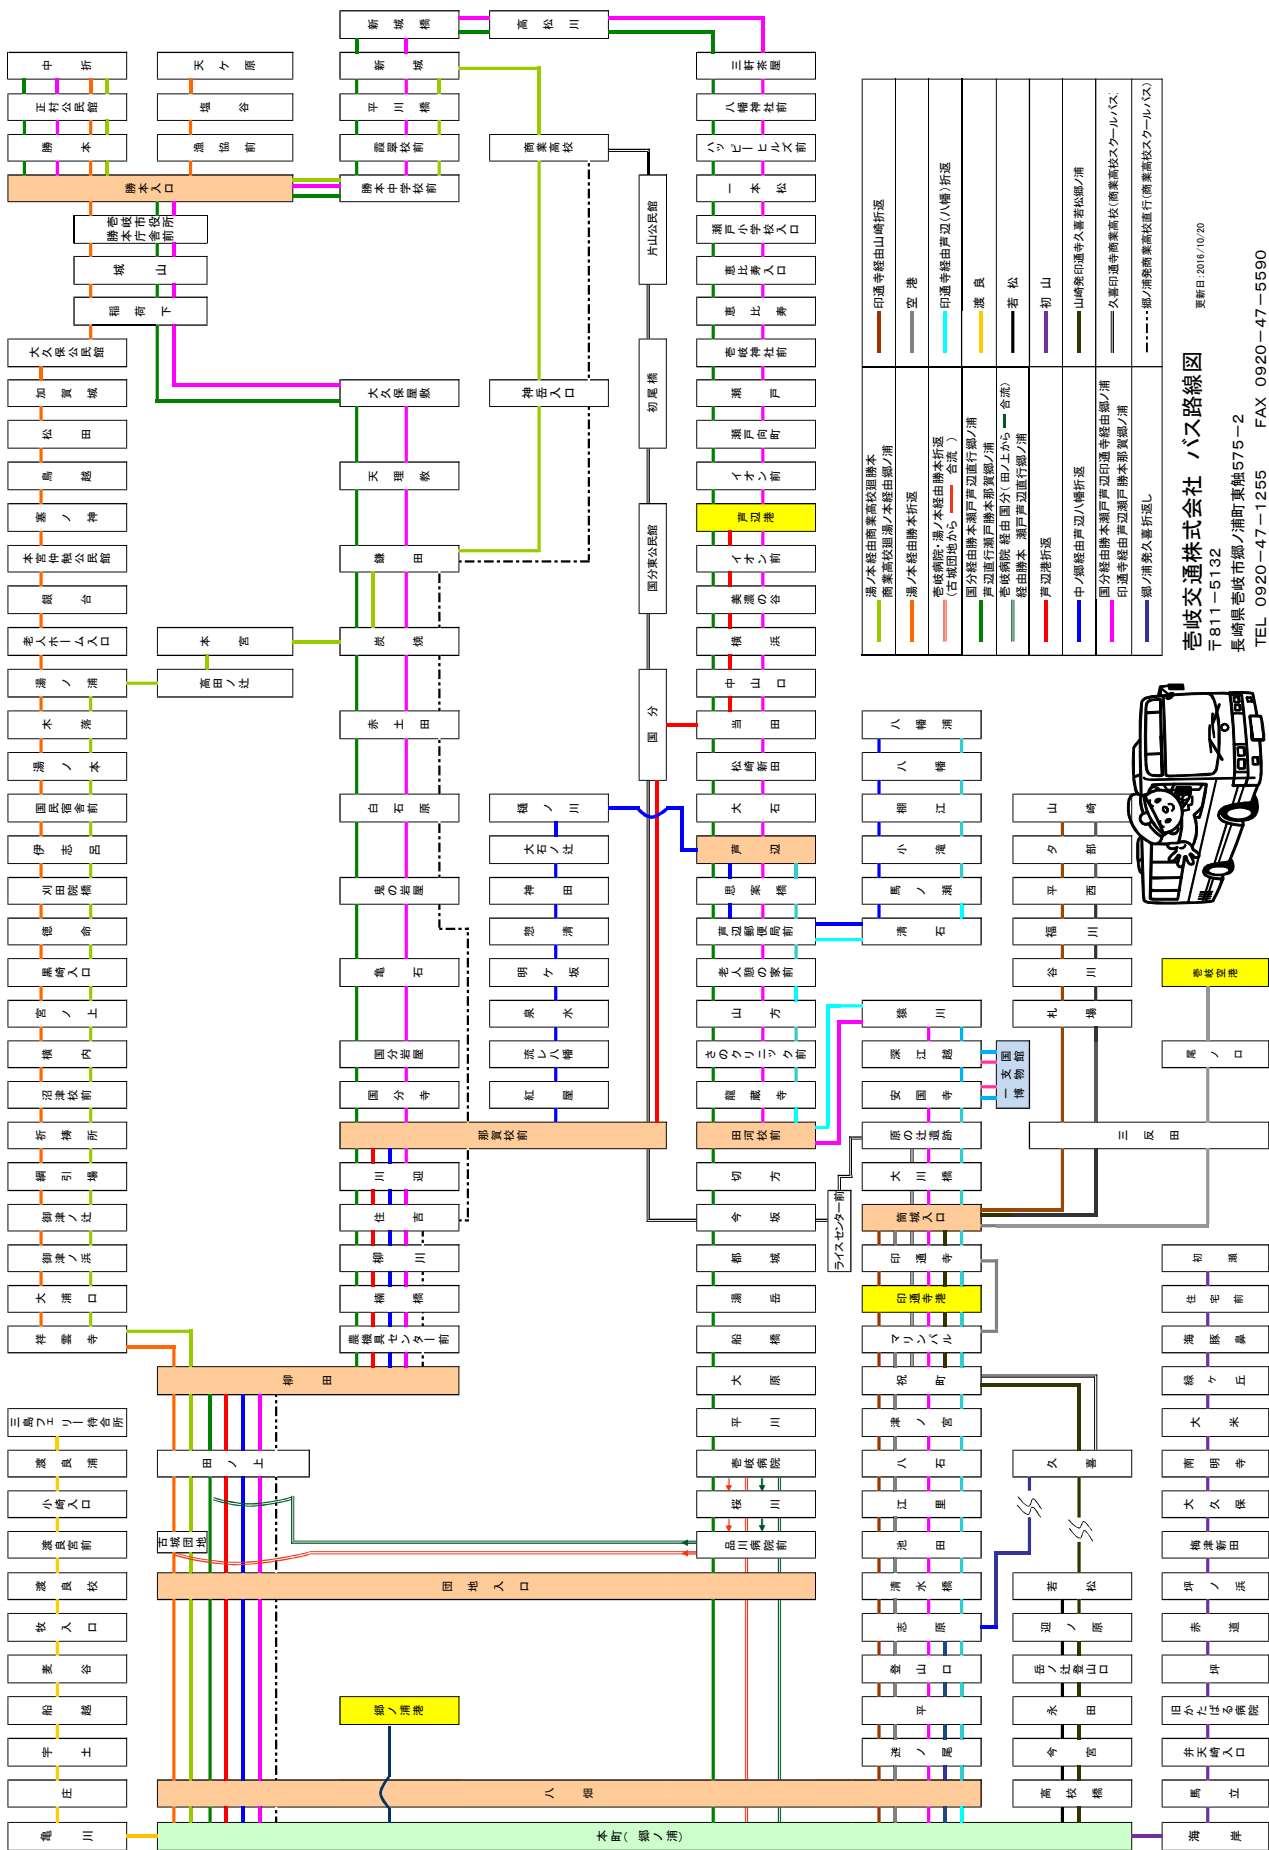 壱岐交通株式会社 バス路線図
更新日：2016/10/20
〒811-5132
長崎県壱岐市郷ノ浦町東触575-2
TEL 0920-47-1255 FAX 0920-47-5590
湯ノ本経由商業高校廻勝本
商業高校廻湯ノ本経由郷ノ浦
湯ノ本経由勝本折返
壱岐病院・湯ノ本経由勝本折返
(古城団地から 合流 )
国分経由勝本瀬戸芦辺直行郷ノ浦
芦辺直行瀬戸勝本那賀郷ノ浦
壱岐病院 経由 国分( 田ノ上から 合流)
経由勝本 瀬戸 芦辺直行郷ノ浦
芦辺港折返
中ノ郷経由芦辺八幡折返
国分経由勝本瀬戸芦辺印通寺経由郷ノ浦
印通寺経由芦辺瀬戸勝本那賀郷ノ浦
郷ノ浦発久喜折返し
印通寺経由山崎折返
空 港
印通寺経由芦辺(八幡)折返
渡 良
若 松
初 山
山崎発印通寺久喜若松郷ノ浦
久喜印通寺商業高校(商業高校スクールバス)
郷ノ浦発商業高校直行(商業高校スクールバス)
亀川
庄
宇土
船越
麦谷
牧入口
渡良校
渡良宮前
小崎入口
渡良浦
三島フェリー待合所
祥雲寺
大浦口
御津ノ浜
御津ノ辻
綱引場
祈祷所
沼津校前
横内
宮ノ上
黒崎入口
徳命
刈田院橋
伊志呂
国民宿舎前
湯ノ本
木落
湯ノ浦
老人ホーム入口
銀台
本宮仲触公民館
塞ノ神
鳥越
松田
加賀城
大久保公民館
勝本
正村公民館
中折
本町( 郷ノ浦)
八畑
団地入口
古城団地
田ノ上
柳田
高田ノ辻
本宮
稲荷下
城山
壱岐市役所
勝本庁舎前
勝本入口
漁協前
塩谷
天ケ原
郷ノ浦港
農機具センター前
楠橋
柳川
住吉
川迎
那賀校前
国分寺
国分岩屋
亀石
鬼の岩屋
白石原
赤土田
炭焼
鎌田
天理教
大久保屋敷
勝本中学校前
霞翠校前
平川橋
新城
新城橋
紅屋
流レ八幡
泉水
明ケ坂
惣清
神田
大石ノ辻
樋ノ川
神岳入口
商業高校
高松川
国分
国分東公民館
初尾橋
片山公民館
品川病院前
桜川
壱岐病院
平川
大原
船橋
湯岳
都城
今坂
切方
田河校前
龍蔵寺
さのクリニック前
山方
老人憩の家前
芦辺郵便局前
思案橋
芦辺
大石
松崎新田
当田
中山口
横浜
美濃の谷
イオン前
芦辺港
イオン前
瀬戸向町
瀬戸
壱岐神社前
恵比寿
恵比寿入口
瀬戸小学校入口
一本松
ハッピーヒルズ前
八幡神社前
三軒茶屋
ライスセンター前
迯ノ尾
平
登山口
志原
清水橋
池田
江里
八石
津ノ宮
祝町
マリンパル
印通寺港
印通寺
筒城入口
大川橋
原の辻遺跡
安国寺
深江越
猿川
清石
馬ノ瀬
小滝
棚江
八幡
八幡浦
一支国
博物館
高校橋
今宮
永田
岳ノ辻登山口
迎ノ原
若松
久喜
三反田
札場
谷川
福川
平西
夕部
山崎
海岸
馬立
弁天崎入口
旧かたばる病院
坪
赤道
坪ノ浜
梅津新田
大久保
南明寺
大米
緑ケ丘
海豚鼻
住宅前
初瀬
尾ノロ
壱岐空港